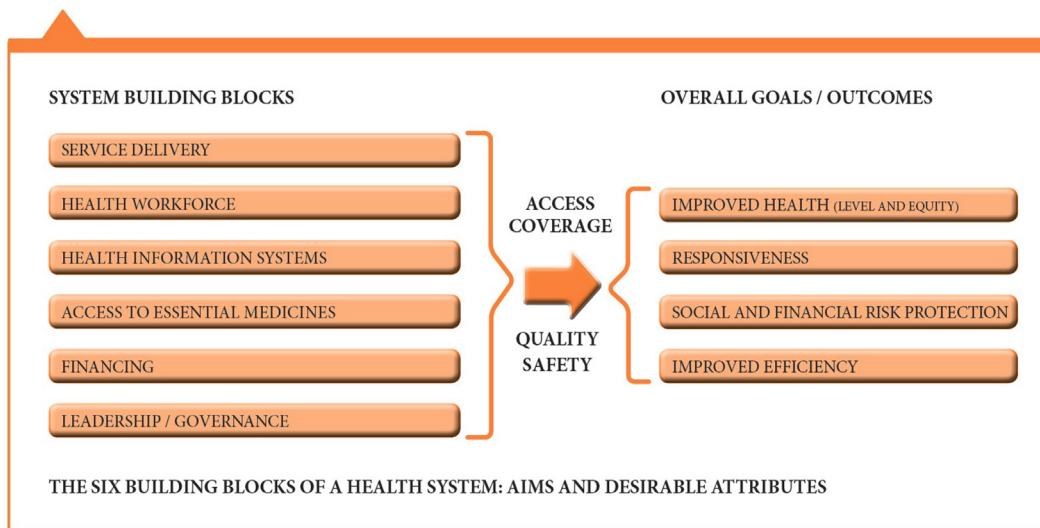 SYSTEM BUILDING BLOCKS
SERVICE DELIVERY
HEALTH WORKFORCE
HEALTH INFORMATION SYSTEMS
ACCESS TO ESSENTIAL MEDICINES
FINANCING
LEADERSHIP / GOVERNANCE
ACCESS
COVERAGE
QUALITY
SAFETY
OVERALL GOALS / OUTCOMES
IMPROVED HEALTH (LEVEL AND EQUITY)
RESPONSIVENESS
SOCIAL AND FINANCIAL RISK PROTECTION
IMPROVED EFFICIENCY
THE SIX BUILDING BLOCKS OF A HEALTH SYSTEM: AIMS AND DESIRABLE ATTRIBUTES